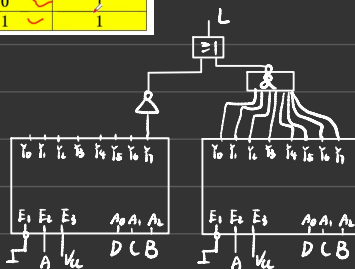 0 1
1 1
L
≥1
&
Y0 Y1 Y2 Y3 Y4 Y5 Y6 Y7
Y0 Y1 Y2 Y3 Y4 Y5 Y6 Y7
E1 E2 E3 A0 A1 A2
E1 E2 E3 A0 A1 A2
D C B
D C B
A Vcc
A Vcc